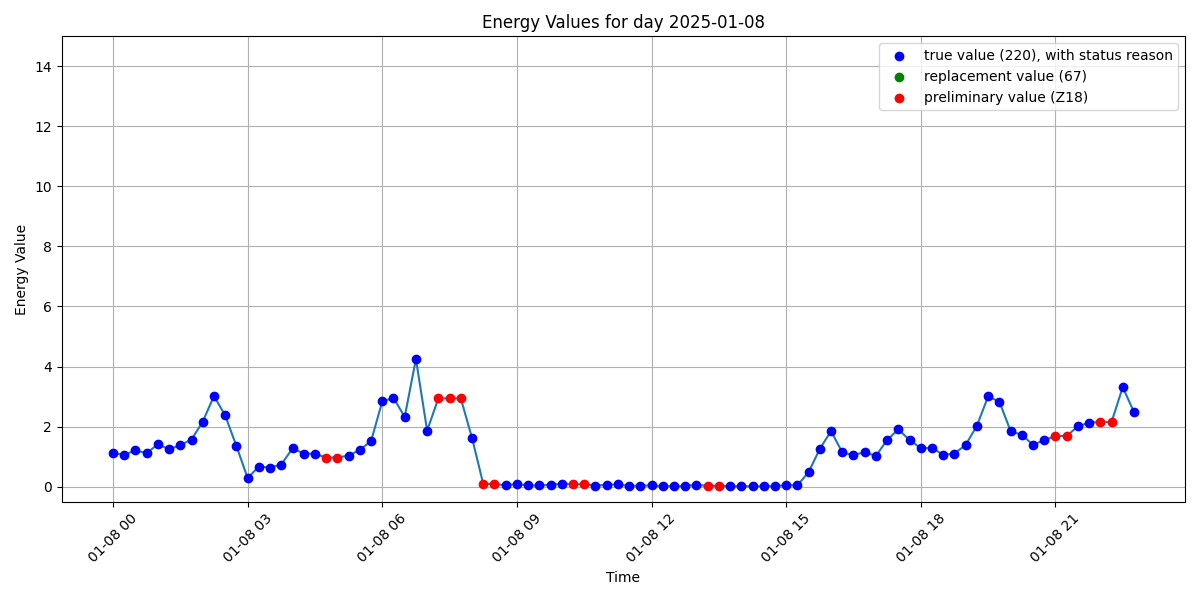 Energy Values for day 2025-01-08
true value (220), with status reason
replacement value (67)
preliminary value (Z18)
Energy Value
14
12
10
8
6
4
2
0
01-08 00
01-08 03
01-08 06
01-08 09
01-08 12
01-08 15
01-08 18
01-08 21
Time